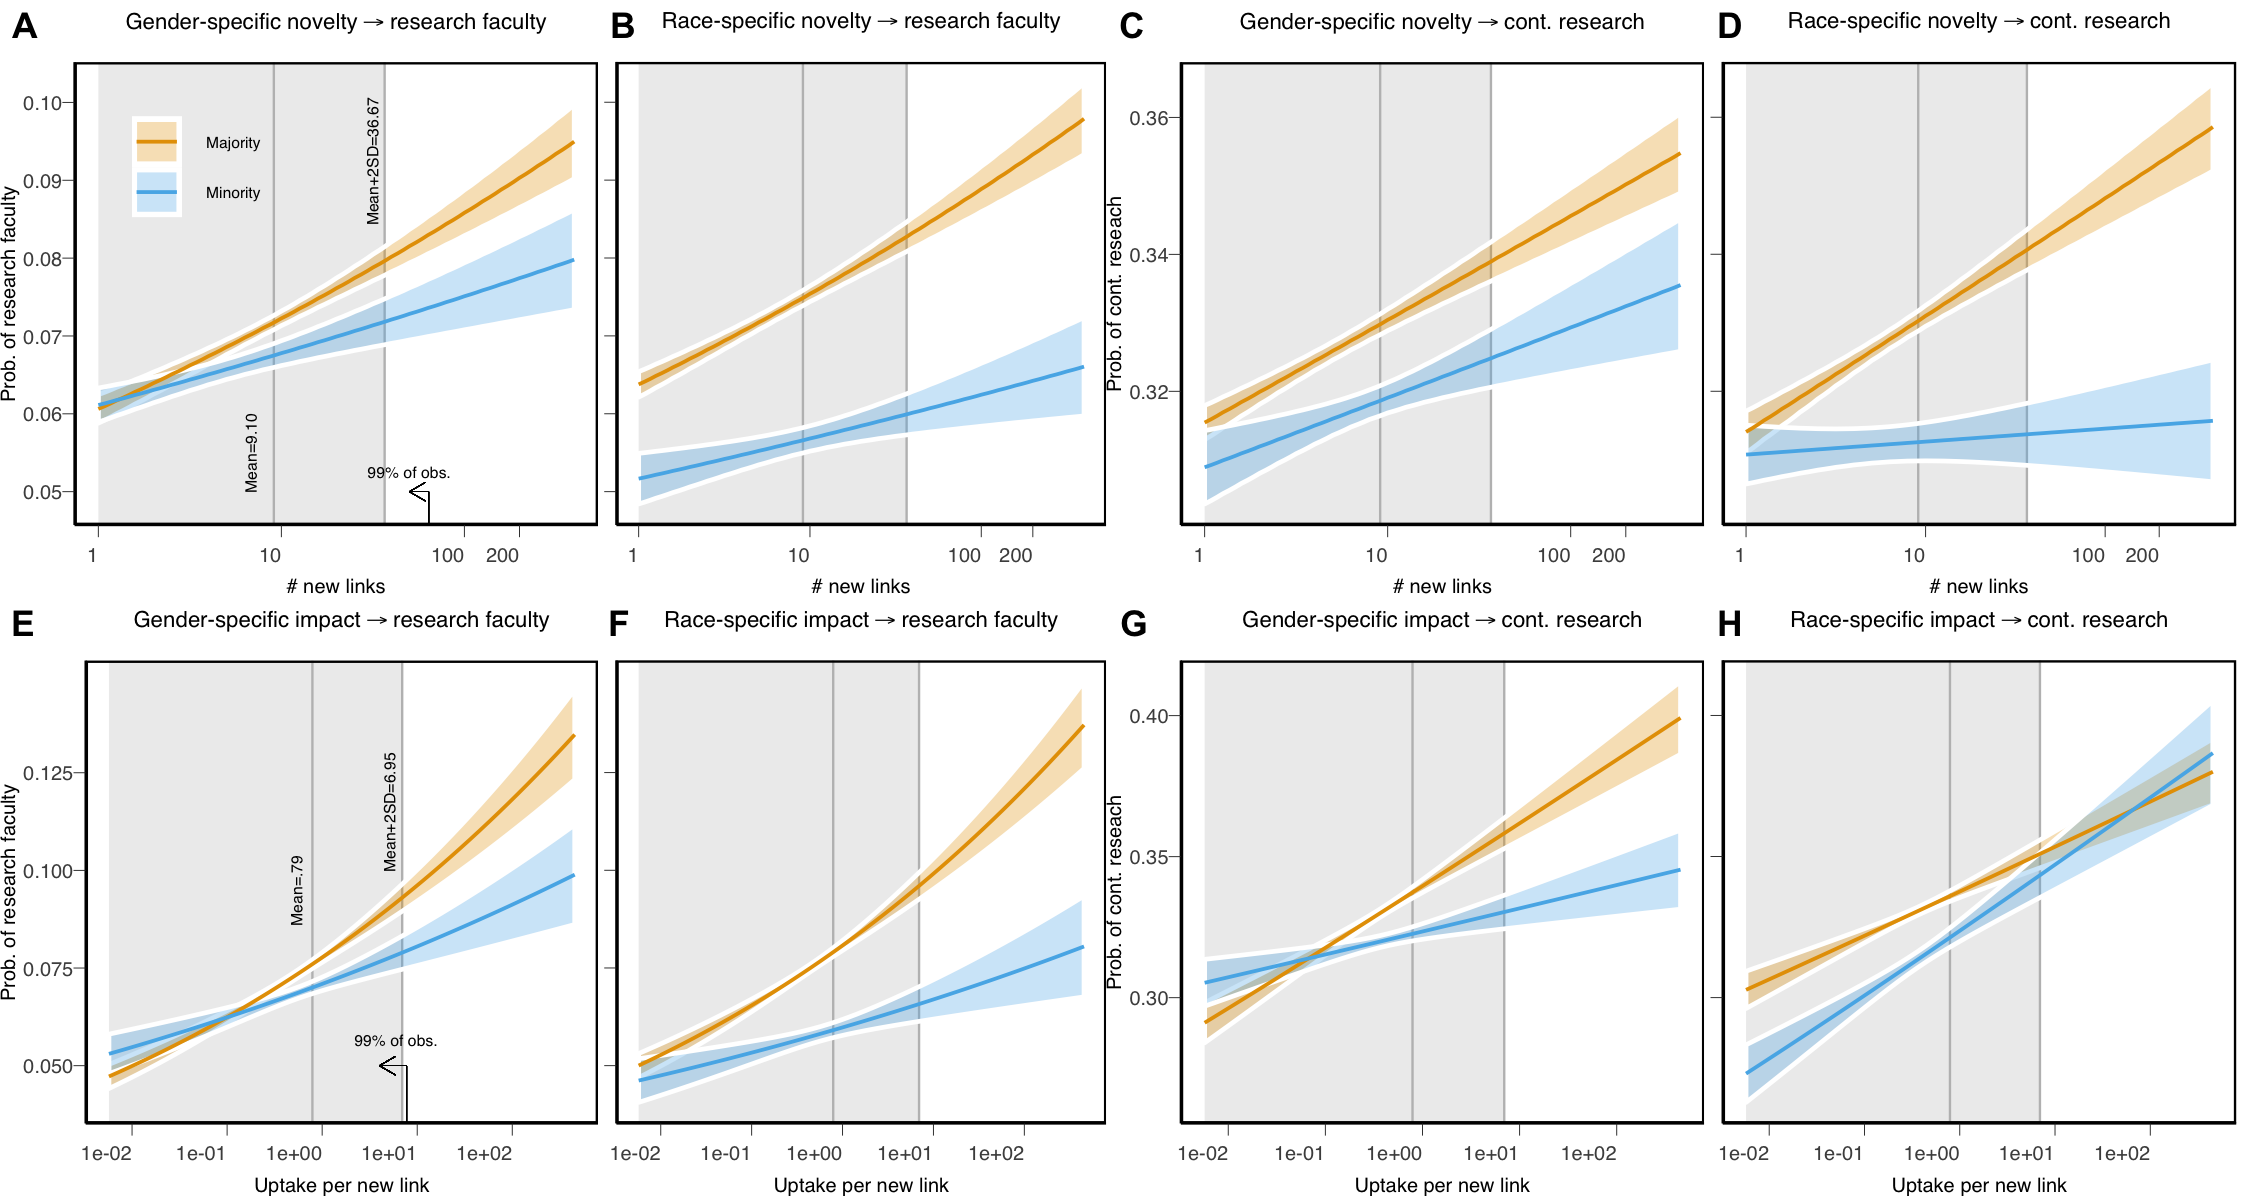 A Gender-specific novelty → research faculty
B Race-specific novelty → research faculty
C Gender-specific novelty → cont. research
D Race-specific novelty → cont. research
Prob. of research faculty
0.10
0.09
0.08
0.07
0.06
0.05
Majority
Minority
Mean=9.10
Mean+2SD=36.67
99% of obs.
1 10 100 200
# new links
1 10 100 200
# new links
Prob. of cont. reseach
0.36
0.34
0.32
1 10 100 200
# new links
1 10 100 200
# new links
E Gender-specific impact → research faculty
F Race-specific impact → research faculty
G Gender-specific impact → cont. research
H Race-specific impact → cont. research
Prob. of research faculty
0.125
0.100
0.075
0.050
Mean=.79
Mean+2SD=6.95
99% of obs.
1e-02 1e-01 1e+00 1e+01 1e+02
Uptake per new link
1e-02 1e-01 1e+00 1e+01 1e+02
Uptake per new link
Prob. of cont. reseach
0.40
0.35
0.30
1e-02 1e-01 1e+00 1e+01 1e+02
Uptake per new link
1e-02 1e-01 1e+00 1e+01 1e+02
Uptake per new link